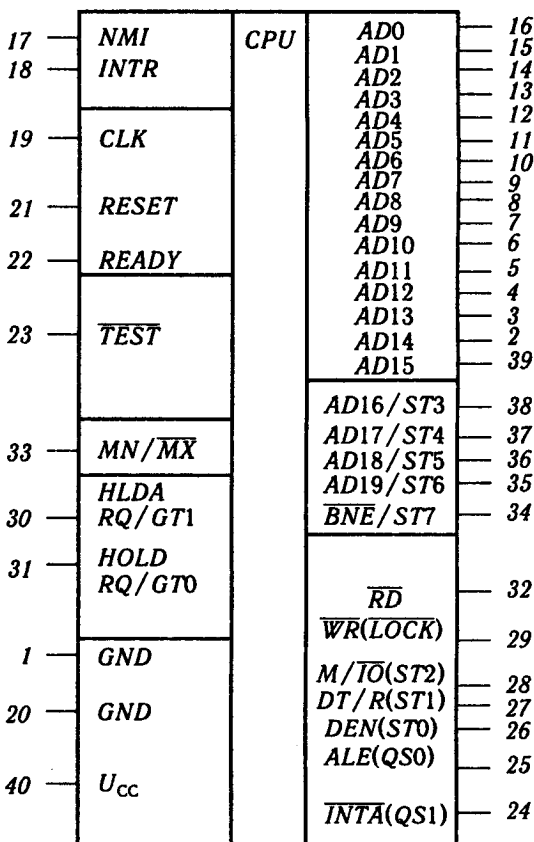 17 NMI
18 INTR
19 CLK
21 RESET
22 READY
23 TEST
33 MN/MX
HLDA
30 RQ/GT1
31 HOLD
RQ/GT0
1 GND
20 GND
40 UCC
CPU
AD0 16
AD1 15
AD2 14
AD3 13
AD4 12
AD5 11
AD6 10
AD7 9
AD8 8
AD9 7
AD10 6
AD11 5
AD12 4
AD13 3
AD14 2
AD15 39
AD16/ST3 38
AD17/ST4 37
AD18/ST5 36
AD19/ST6 35
BNE/ST7 34
RD 32
WR(LOCK) 29
M/IO(ST2) 28
DT/R(ST1) 27
DEN(ST0) 26
ALE(QS0) 25
INTA(QS1) 24